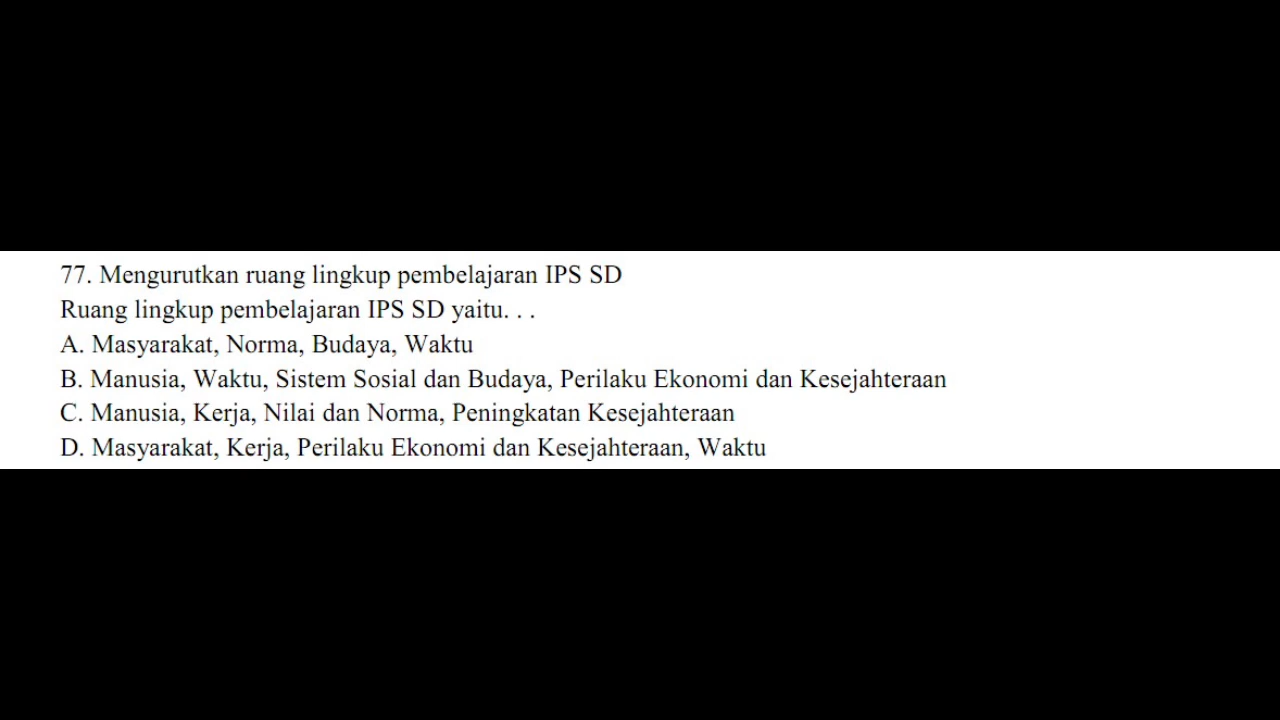 77. Mengurutkan ruang lingkup pembelajaran IPS SD
Ruang lingkup pembelajaran IPS SD yaitu. . .
A. Masyarakat, Norma, Budaya, Waktu
B. Manusia, Waktu, Sistem Sosial dan Budaya, Perilaku Ekonomi dan Kesejahteraan
C. Manusia, Kerja, Nilai dan Norma, Peningkatan Kesejahteraan
D. Masyarakat, Kerja, Perilaku Ekonomi dan Kesejahteraan, Waktu